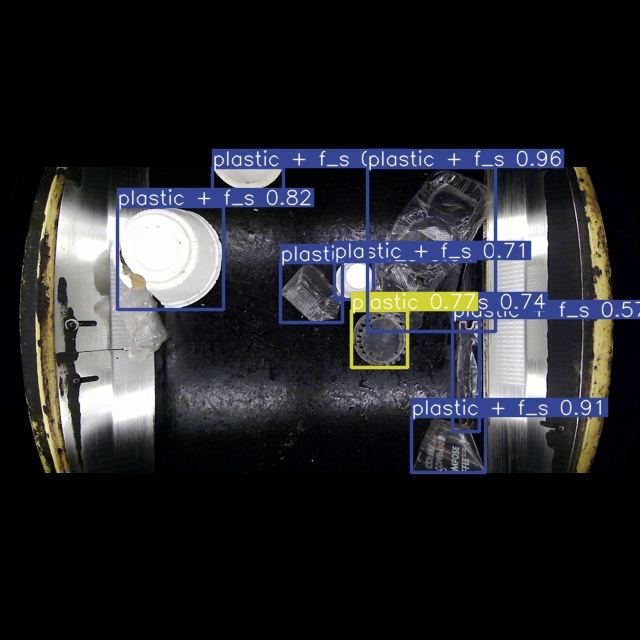 plastic + f_s
plastic + f_s 0.96
plastic + f_s 0.82
plasti
plastic + f_s 0.71
plastic 0.77
s 0.74
plastic + f_s 0.57
plastic + f_s 0.91
MADE